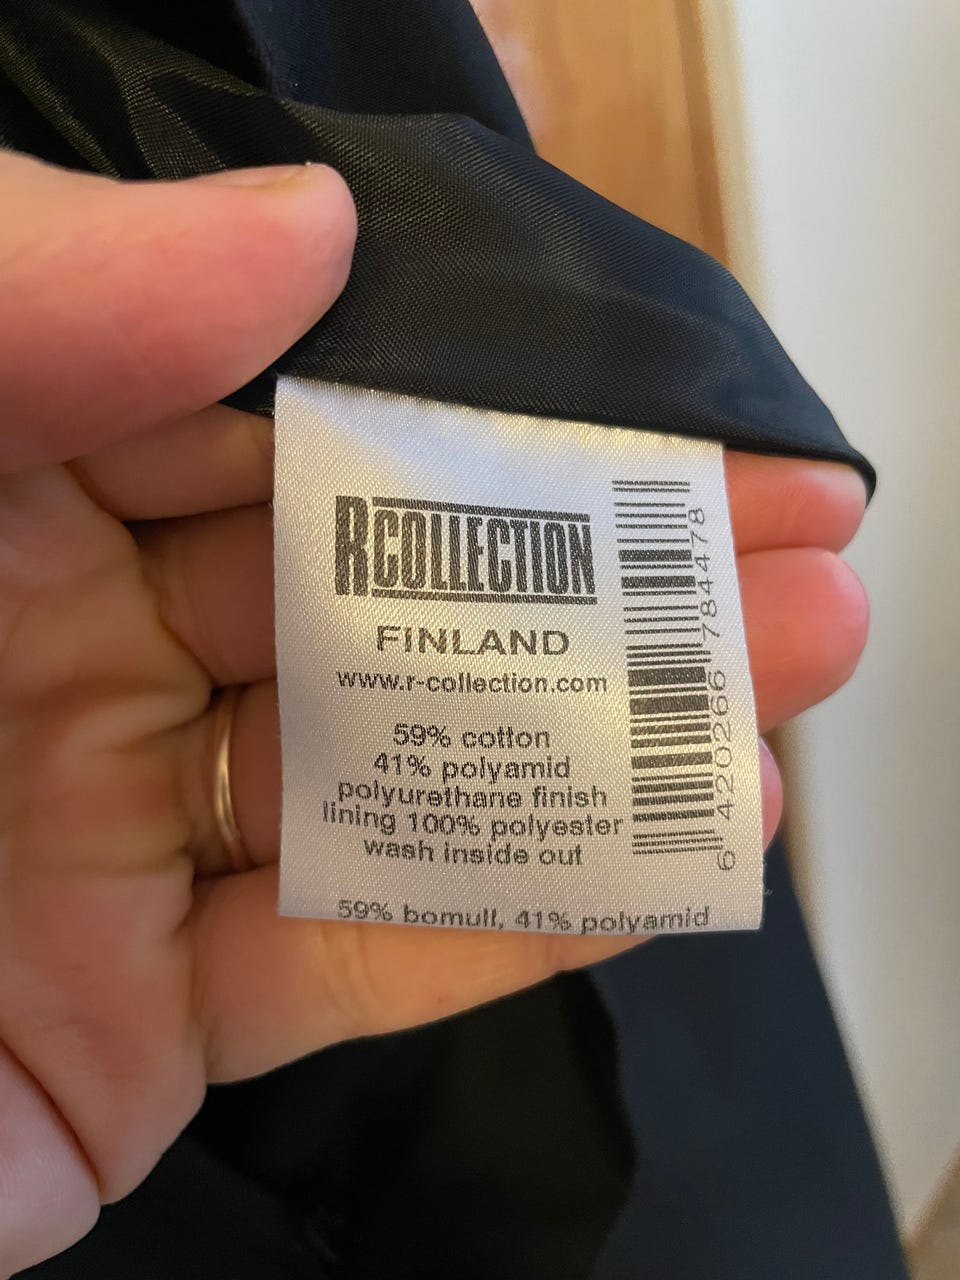 RCOLLECTION
FINLAND
www.r-collection.com
59% cotton
41% polyamid
polyurethane finish
lining 100% polyester
wash inside out
59% bomull, 41% polyamid
6 420266 784478